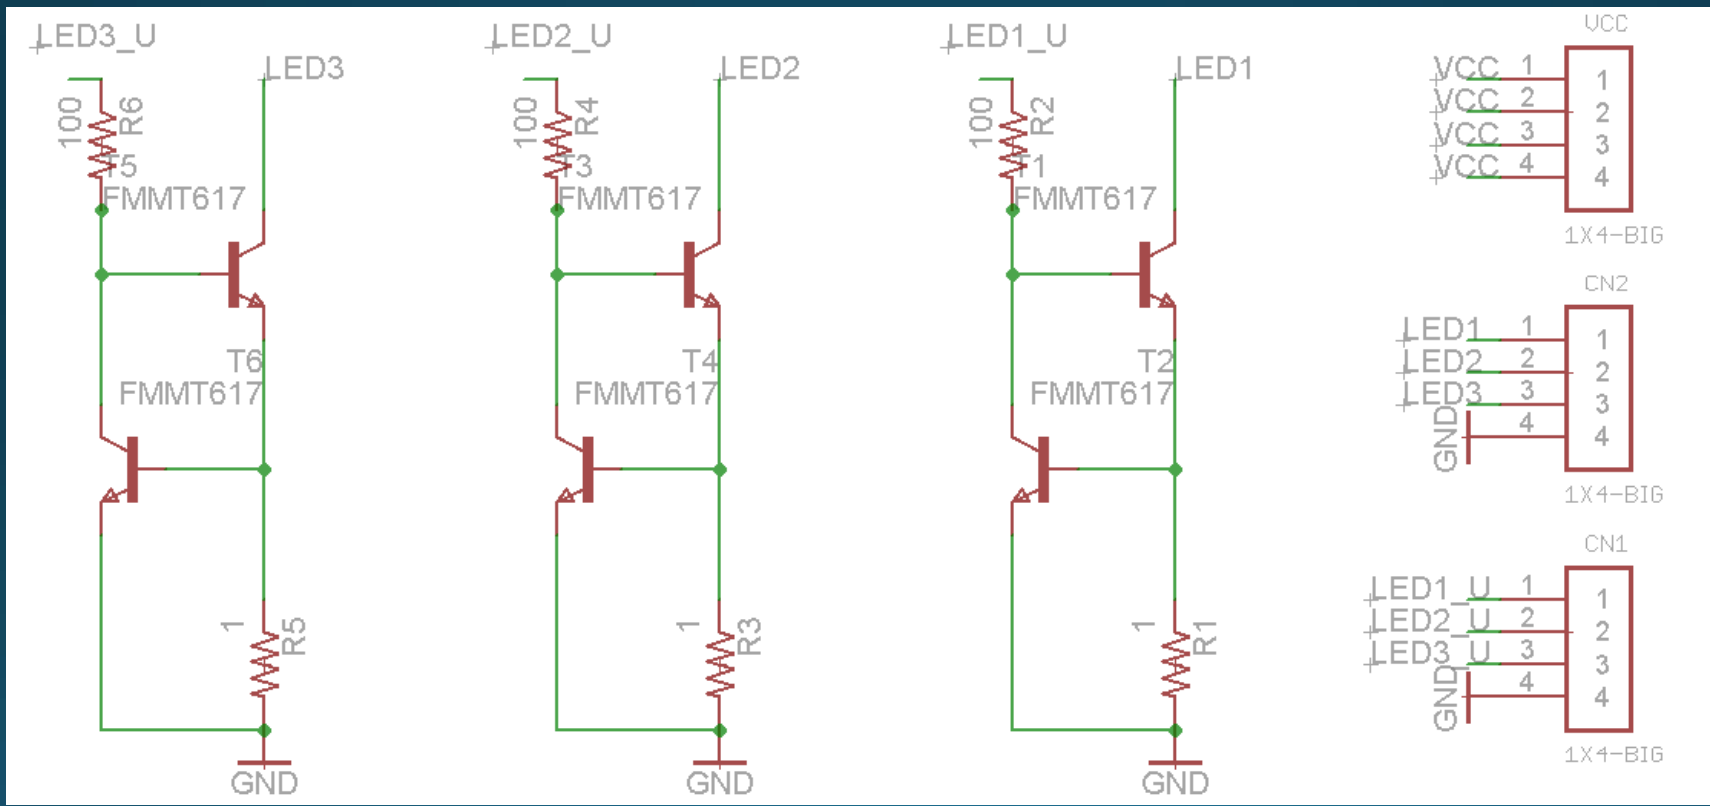 LED3_U
LED3
100
R6
T5
FMMT617
T6
FMMT617
1
R5
GND
LED2_U
LED2
100
R4
T3
FMMT617
T4
FMMT617
1
R3
GND
LED1_U
LED1
100
R2
T1
FMMT617
T2
FMMT617
1
R1
GND
VCC
VCC 1 1
VCC 2 2
VCC 3 3
VCC 4 4
1X4-BIG
CN2
LED1 1 1
LED2 2 2
LED3 3 3
GND 4 4
1X4-BIG
CN1
LED1_U 1 1
LED2_U 2 2
LED3_U 3 3
GND 4 4
1X4-BIG